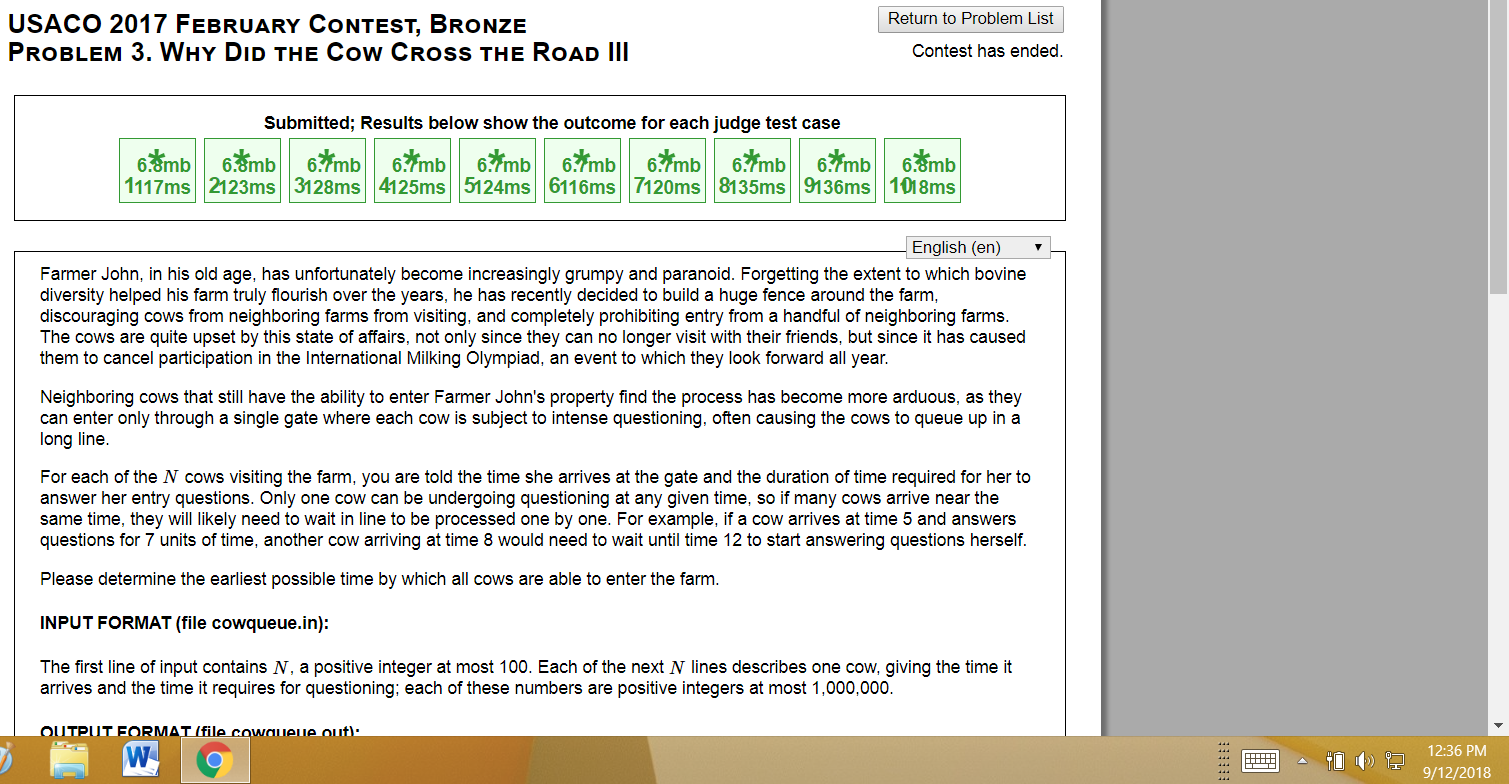 USACO 2017 FEBRUARY CONTEST, BRONZE
PROBLEM 3. WHY DID THE COW CROSS THE ROAD III
Return to Problem List
Contest has ended.
Submitted; Results below show the outcome for each judge test case
* * * * * * * * * *
6.8mb 6.8mb 6.7mb 6.7mb 6.7mb 6.7mb 6.7mb 6.7mb 6.7mb 6.8mb
1 117ms 2 123ms 3 128ms 4 125ms 5 124ms 6 116ms 7 120ms 8 135ms 9 136ms 10 18ms
English (en)
Farmer John, in his old age, has unfortunately become increasingly grumpy and paranoid. Forgetting the extent to which bovine
diversity helped his farm truly flourish over the years, he has recently decided to build a huge fence around the farm,
discouraging cows from neighboring farms from visiting, and completely prohibiting entry from a handful of neighboring farms.
The cows are quite upset by this state of affairs, not only since they can no longer visit with their friends, but since it has caused
them to cancel participation in the International Milking Olympiad, an event to which they look forward all year.
Neighboring cows that still have the ability to enter Farmer John's property find the process has become more arduous, as they
can enter only through a single gate where each cow is subject to intense questioning, often causing the cows to queue up in a
long line.
For each of the N cows visiting the farm, you are told the time she arrives at the gate and the duration of time required for her to
answer her entry questions. Only one cow can be undergoing questioning at any given time, so if many cows arrive near the
same time, they will likely need to wait in line to be processed one by one. For example, if a cow arrives at time 5 and answers
questions for 7 units of time, another cow arriving at time 8 would need to wait until time 12 to start answering questions herself.
Please determine the earliest possible time by which all cows are able to enter the farm.
INPUT FORMAT (file cowqueue.in):
The first line of input contains N, a positive integer at most 100. Each of the next N lines describes one cow, giving the time it
arrives and the time it requires for questioning; each of these numbers are positive integers at most 1,000,000.
OUTPUT FORMAT (file cowqueue.out):
W
12:36 PM
9/12/2018